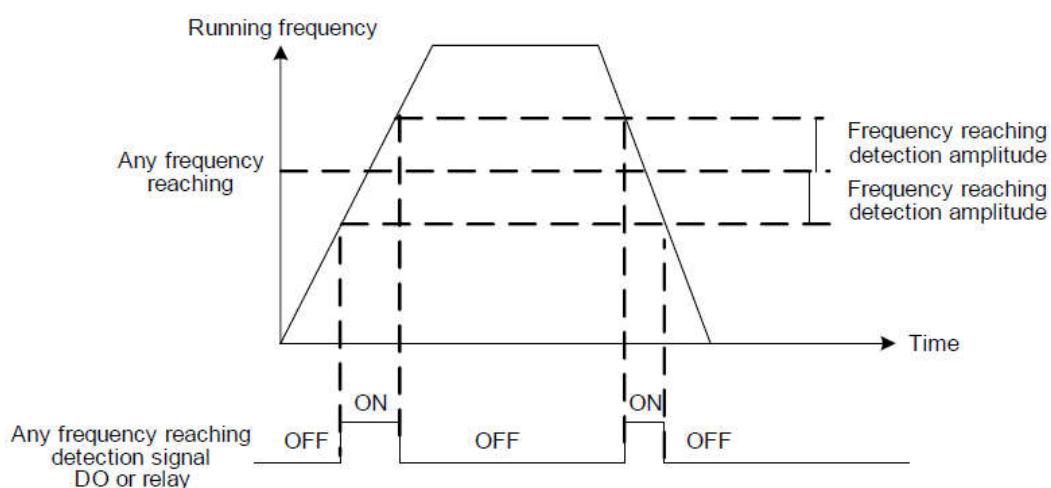 Running frequency
Any frequency
reaching
Frequency reaching
detection amplitude
Frequency reaching
detection amplitude
Time
ON
ON
OFF
OFF
OFF
Any frequency reaching
detection signal
DO or relay